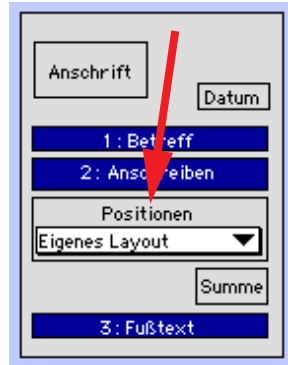 Anschrift
Datum
1 : Betreff
2: Anschreiben
Positionen
Eigenes Layout
Summe
3 : Fußtext